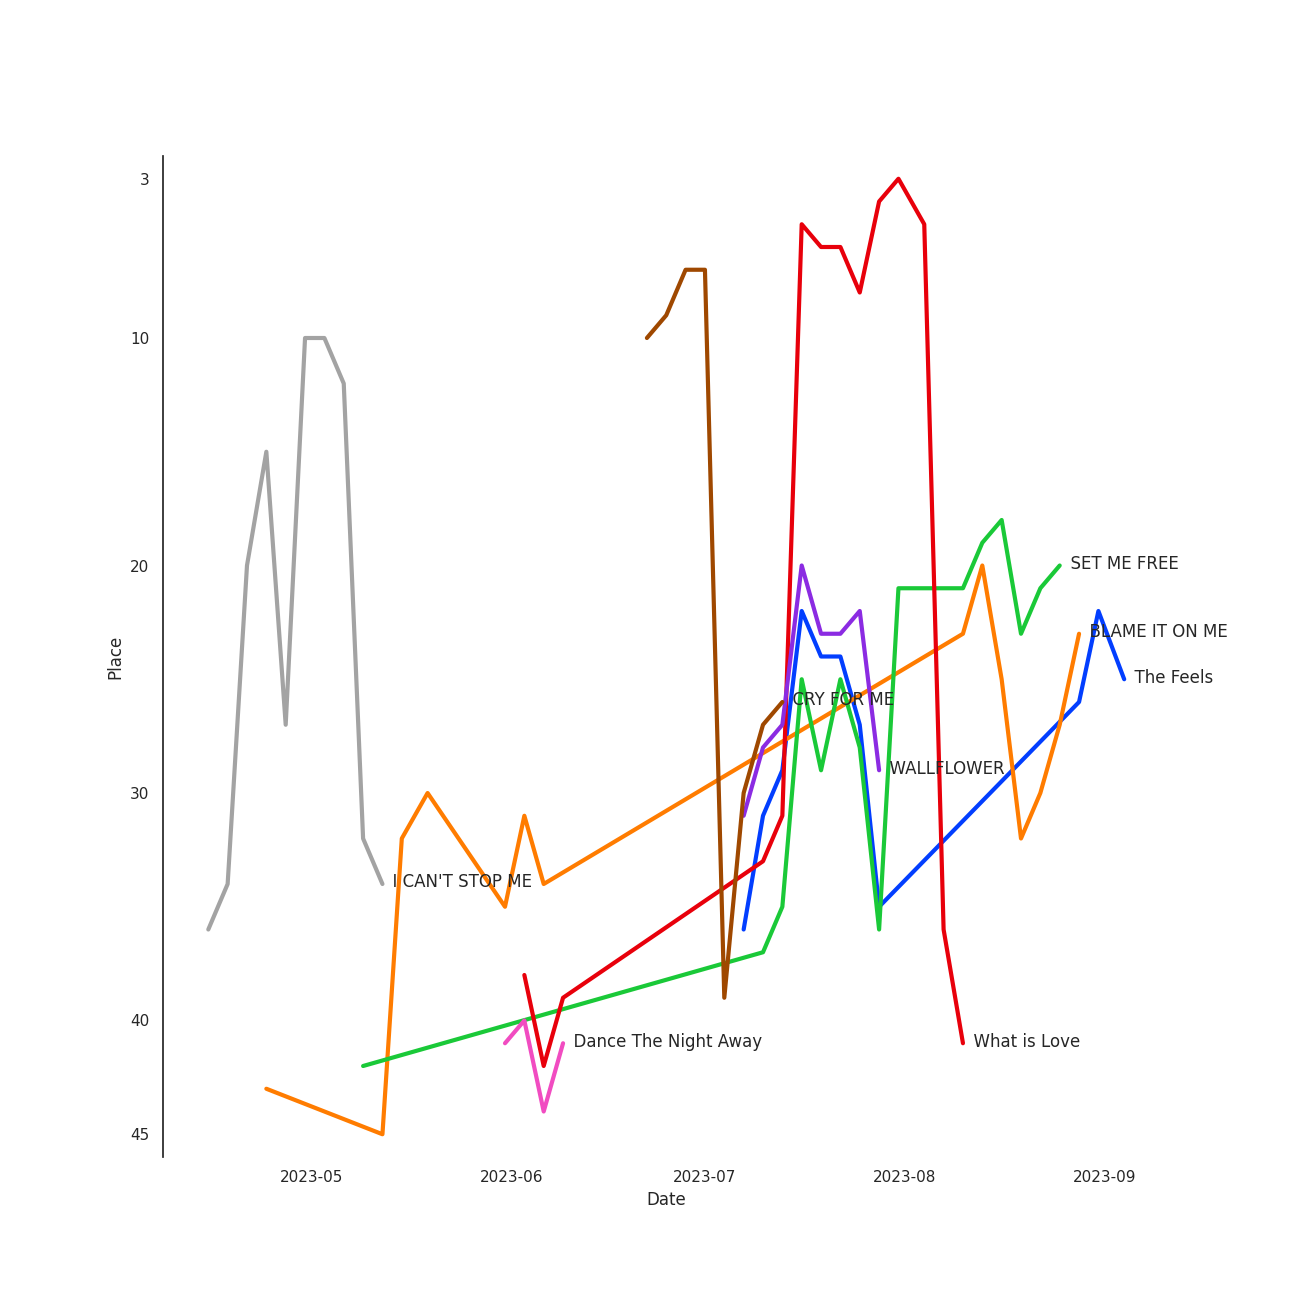 3
10
20
30
40
45
Place
SET ME FREE
BLAME IT ON ME
The Feels
CRY FOR ME
WALLFLOWER
I CAN'T STOP ME
Dance The Night Away
What is Love
2023-05
2023-06
2023-07
2023-08
2023-09
Date